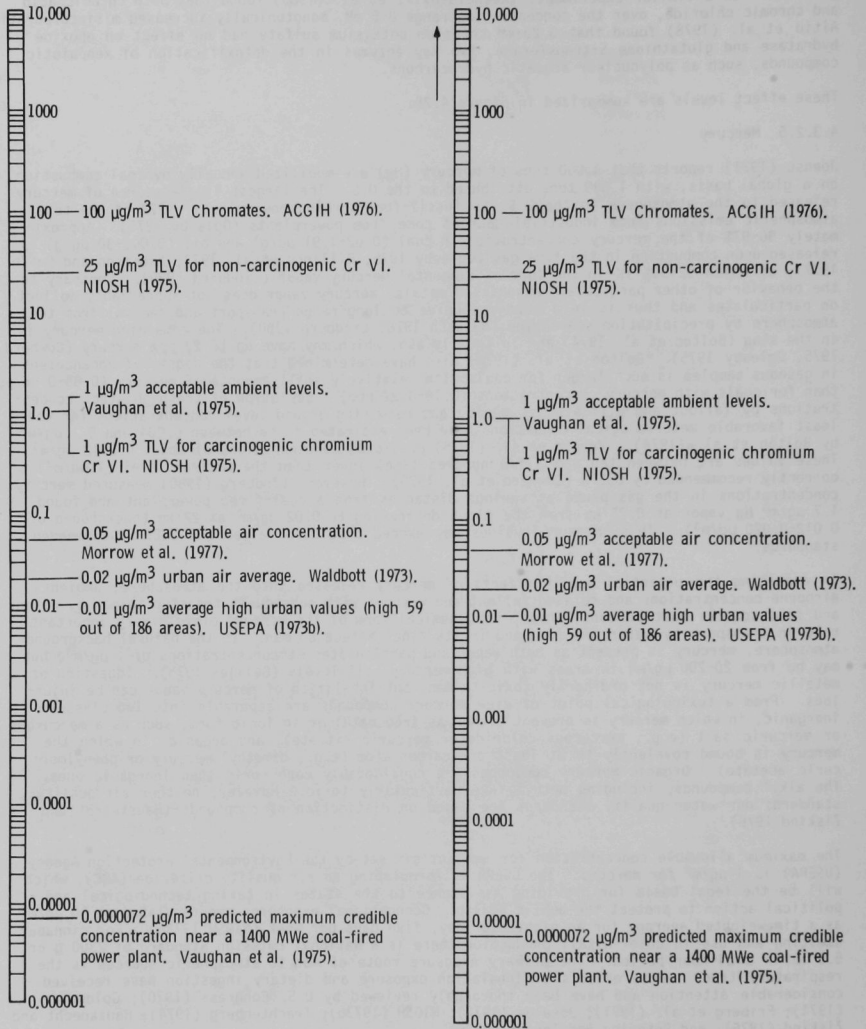 10,000
1000
100 — 100 µg/m³ TLV Chromates. ACGIH (1976).
25 µg/m³ TLV for non-carcinogenic Cr VI.
NIOSH (1975).
10
1 µg/m³ acceptable ambient levels.
Vaughan et al. (1975).
1.0
1 µg/m³ TLV for carcinogenic chromium
Cr VI. NIOSH (1975).
0.1
0.05 µg/m³ acceptable air concentration.
Morrow et al. (1977).
0.02 µg/m³ urban air average. Waldbott (1973).
0.01 — 0.01 µg/m³ average high urban values (high 59
out of 186 areas). USEPA (1973b).
0.001
0.0001
0.00001
0.0000072 µg/m³ predicted maximum credible
concentration near a 1400 MWe coal-fired
power plant. Vaughan et al. (1975).
0.000001
10,000
1000
100 — 100 µg/m³ TLV Chromates. ACGIH (1976).
25 µg/m³ TLV for non-carcinogenic Cr VI.
NIOSH (1975).
10
1 µg/m³ acceptable ambient levels.
Vaughan et al. (1975).
1.0
1 µg/m³ TLV for carcinogenic chromium
Cr VI. NIOSH (1975).
0.1
0.05 µg/m³ acceptable air concentration.
Morrow et al. (1977).
0.02 µg/m³ urban air average. Waldbott (1973).
0.01 — 0.01 µg/m³ average high urban values
(high 59 out of 186 areas). USEPA (1973b).
0.001
0.0001
0.00001
0.0000072 µg/m³ predicted maximum credible
concentration near a 1400 MWe coal-fired
power plant. Vaughan et al. (1975).
0.000001